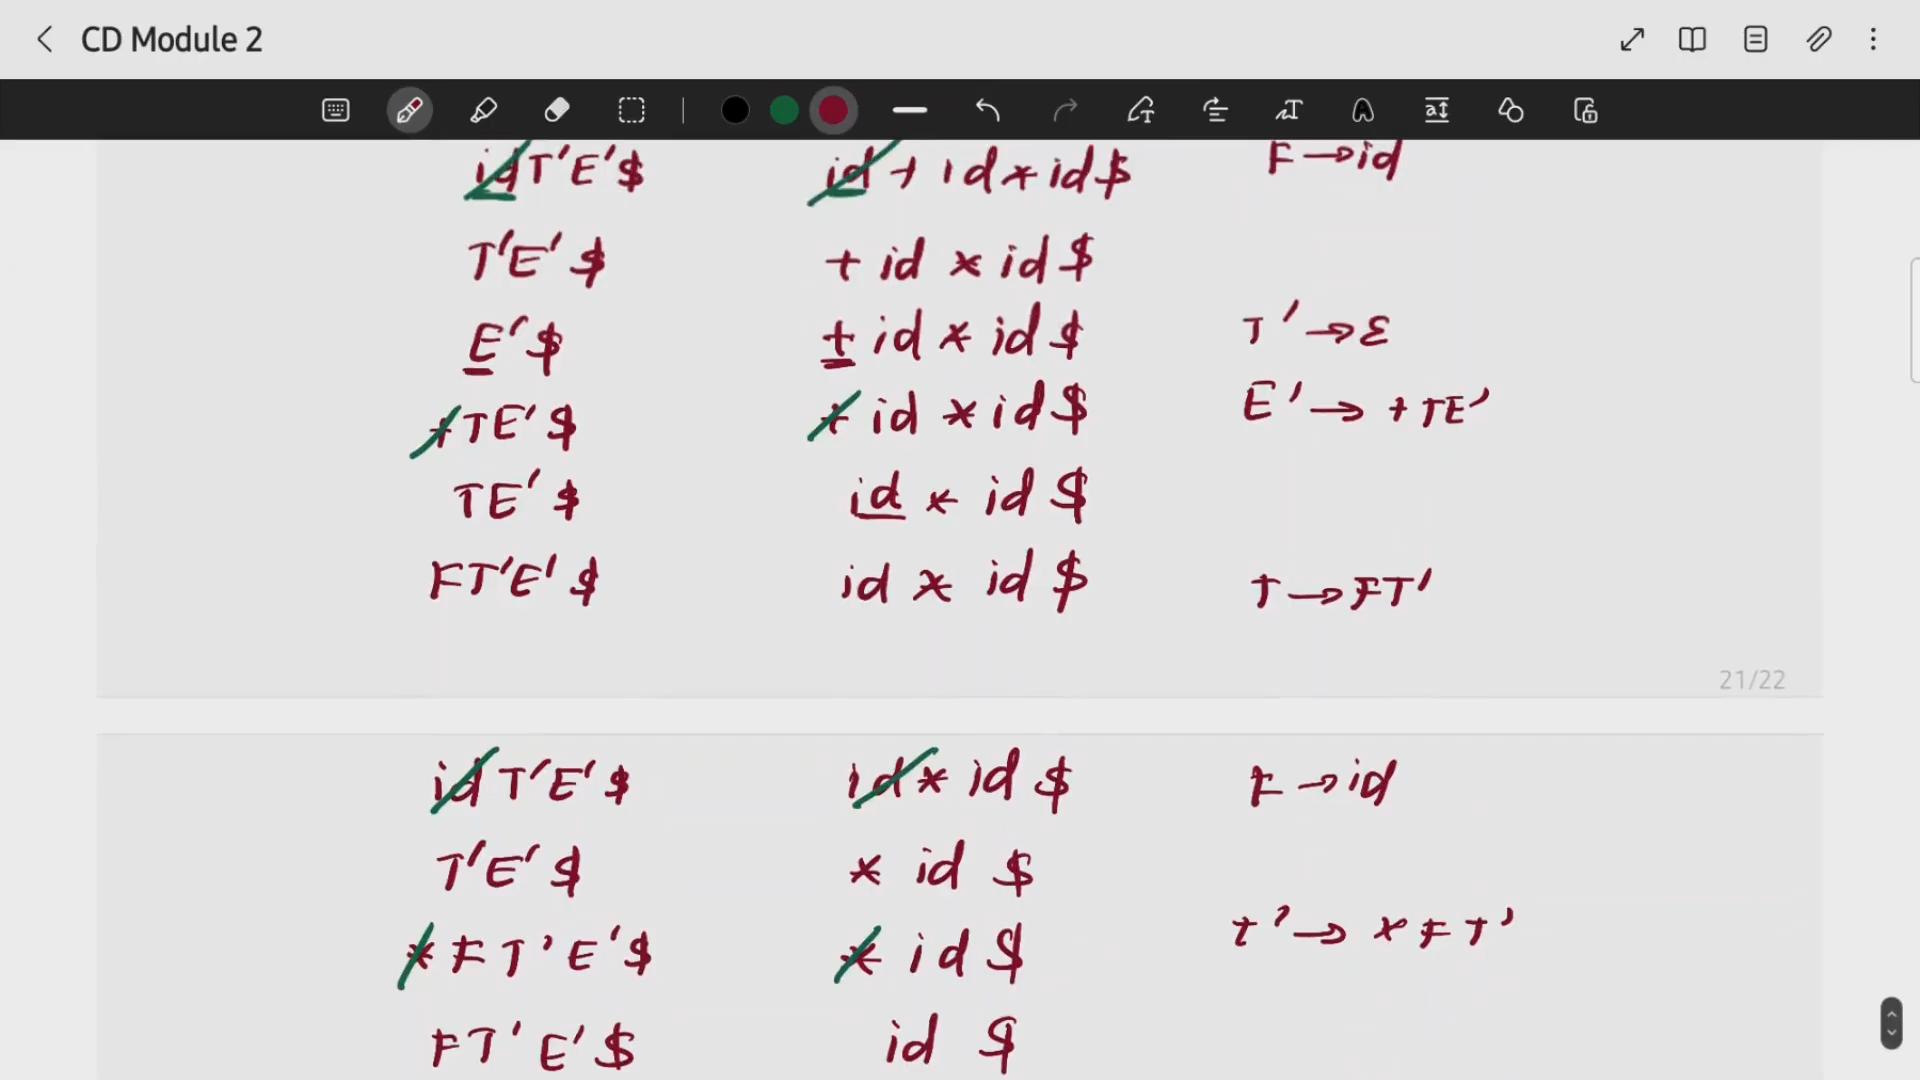 CD Module 2
idT'E'$ id + id * id $ F → id
T'E'$ + id * id $
E'$ + id * id $ T' → ε
+TE'$ + id * id $ E' → +TE'
TE'$ id * id $
FT'E'$ id * id $ T → FT'
21/22
idT'E'$ id * id $ F → id
T'E'$ * id $
*FT'E'$ * id $ T' → *FT'
FT'E'$ id $